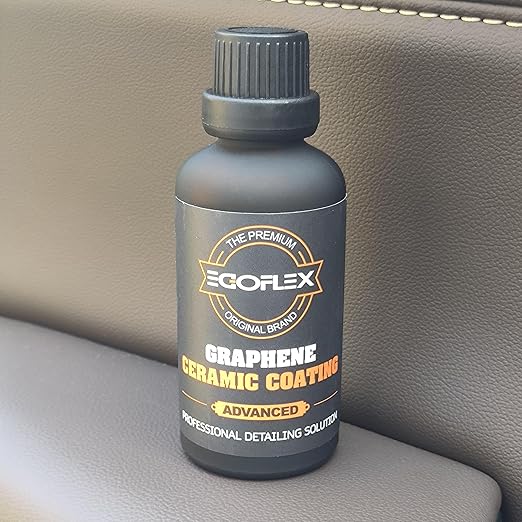 THE PREMIUM
EGOFLEX
ORIGINAL BRAND
GRAPHENE
CERAMIC COATING
ADVANCED
PROFESSIONAL DETAILING SOLUTION